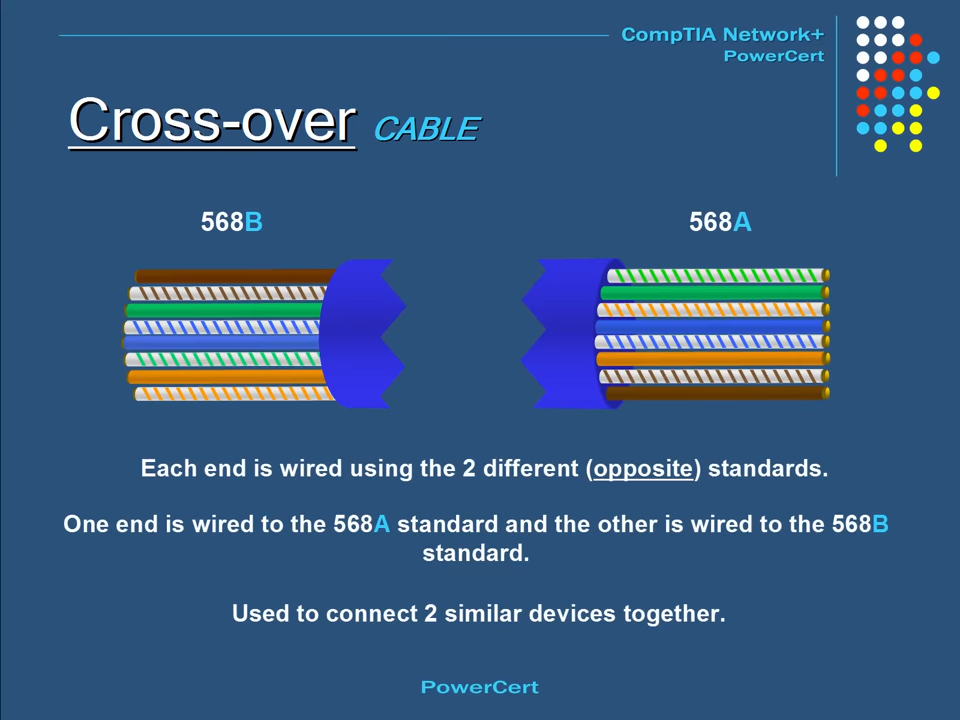 CompTIA Network+
PowerCert
Cross-over CABLE
568B
568A
Each end is wired using the 2 different (opposite) standards.
One end is wired to the 568A standard and the other is wired to the 568B
standard.
Used to connect 2 similar devices together.
PowerCert